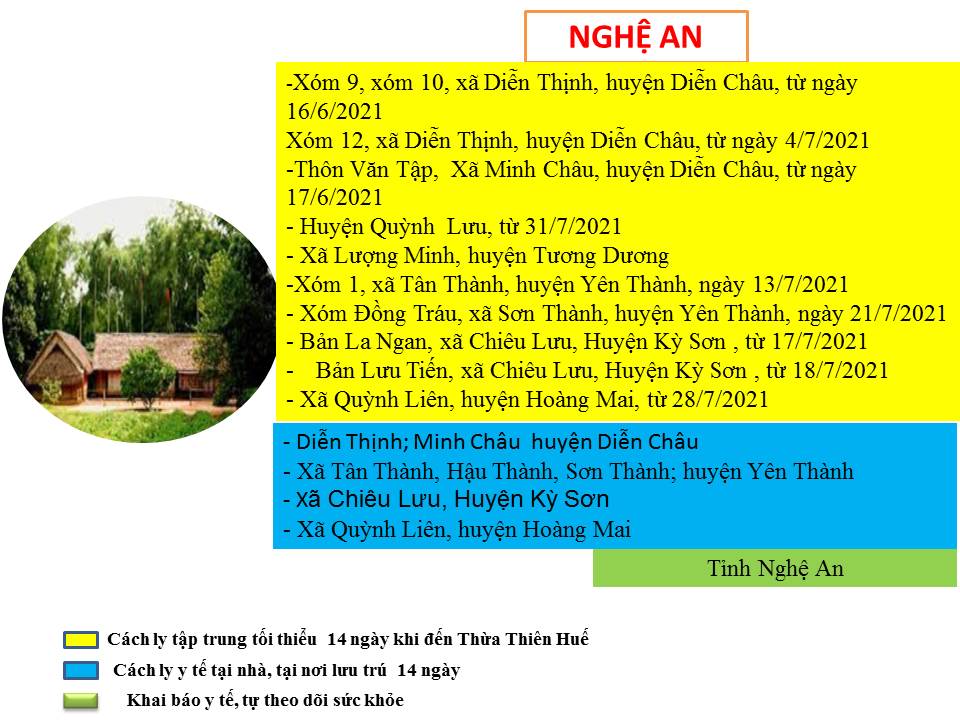 NGHỆ AN
-Xóm 9, xóm 10, xã Diễn Thịnh, huyện Diễn Châu, từ ngày
16/6/2021
Xóm 12, xã Diễn Thịnh, huyện Diễn Châu, từ ngày 4/7/2021
-Thôn Văn Tập, Xã Minh Châu, huyện Diễn Châu, từ ngày
17/6/2021
- Huyện Quỳnh Lưu, từ 31/7/2021
- Xã Lượng Minh, huyện Tương Dương
-Xóm 1, xã Tân Thành, huyện Yên Thành, ngày 13/7/2021
- Xóm Đồng Tráu, xã Sơn Thành, huyện Yên Thành, ngày 21/7/2021
- Bản La Ngan, xã Chiêu Lưu, Huyện Kỳ Sơn , từ 17/7/2021
- Bản Lưu Tiến, xã Chiêu Lưu, Huyện Kỳ Sơn , từ 18/7/2021
- Xã Quỳnh Liên, huyện Hoàng Mai, từ 28/7/2021
- Diễn Thịnh; Minh Châu huyện Diễn Châu
- Xã Tân Thành, Hậu Thành, Sơn Thành; huyện Yên Thành
- xã Chiêu Lưu, Huyện Kỳ Sơn
- Xã Quỳnh Liên, huyện Hoàng Mai
Tỉnh Nghệ An
Cách ly tập trung tối thiểu 14 ngày khi đến Thừa Thiên Huế
Cách ly y tế tại nhà, tại nơi lưu trú 14 ngày
Khai báo y tế, tự theo dõi sức khỏe